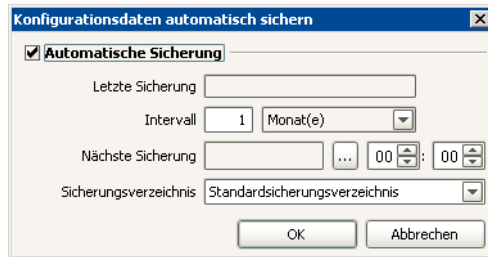 Konfigurationsdaten automatisch sichern
Automatische Sicherung
Letzte Sicherung
Intervall 1 Monat(e)
Nächste Sicherung ... 00 : 00
Sicherungsverzeichnis Standardsicherungsverzeichnis
OK Abbrechen